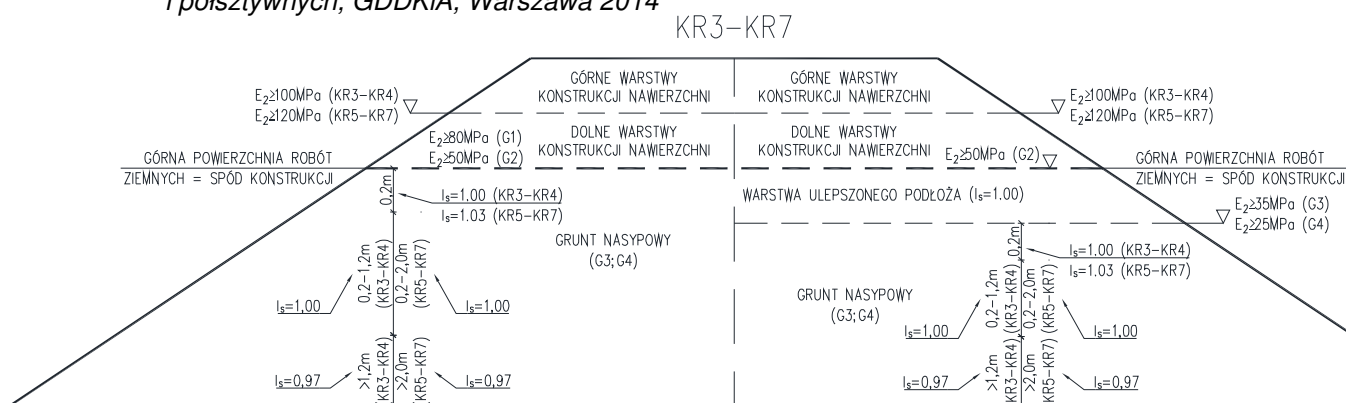 i półsztywnych, GDDKiA, Warszawa 2014
KR3-KR7
GÓRNE WARSTWY
KONSTRUKCJI NAWIERZCHNI
GÓRNE WARSTWY
KONSTRUKCJI NAWIERZCHNI
E2≥100MPa (KR3-KR4)
E2≥120MPa (KR5-KR7)
E2≥100MPa (KR3-KR4)
E2≥120MPa (KR5-KR7)
E2≥80MPa (G1)
E2≥50MPa (G2)
DOLNE WARSTWY
KONSTRUKCJI NAWIERZCHNI
DOLNE WARSTWY
KONSTRUKCJI NAWIERZCHNI
E2≥50MPa (G2)
GÓRNA POWIERZCHNIA ROBÓT
ZIEMNYCH = SPÓD KONSTRUKCJI
GÓRNA POWIERZCHNIA ROBÓT
ZIEMNYCH = SPÓD KONSTRUKCJI
0.2m
Is=1.00 (KR3-KR4)
Is=1.03 (KR5-KR7)
WARSTWA ULEPSZONEGO PODŁOŻA (Is=1.00)
E2≥35MPa (G3)
E2≥25MPa (G4)
GRUNT NASYPOWY
(G3;G4)
0.2m
Is=1.00 (KR3-KR4)
Is=1.03 (KR5-KR7)
0,2-1,2m
(KR3-KR4)
0,2-2,0m
(KR5-KR7)
Is=1,00
Is=1,00
GRUNT NASYPOWY
(G3;G4)
0,2-1,2m
(KR3-KR4)
0,2-2,0m
(KR5-KR7)
Is=1,00
Is=1,00
>1,2m
(KR3-KR4)
>2,0m
(KR5-KR7)
Is=0,97
Is=0,97
>1,2m
(KR3-KR4)
>2,0m
(KR5-KR7)
Is=0,97
Is=0,97